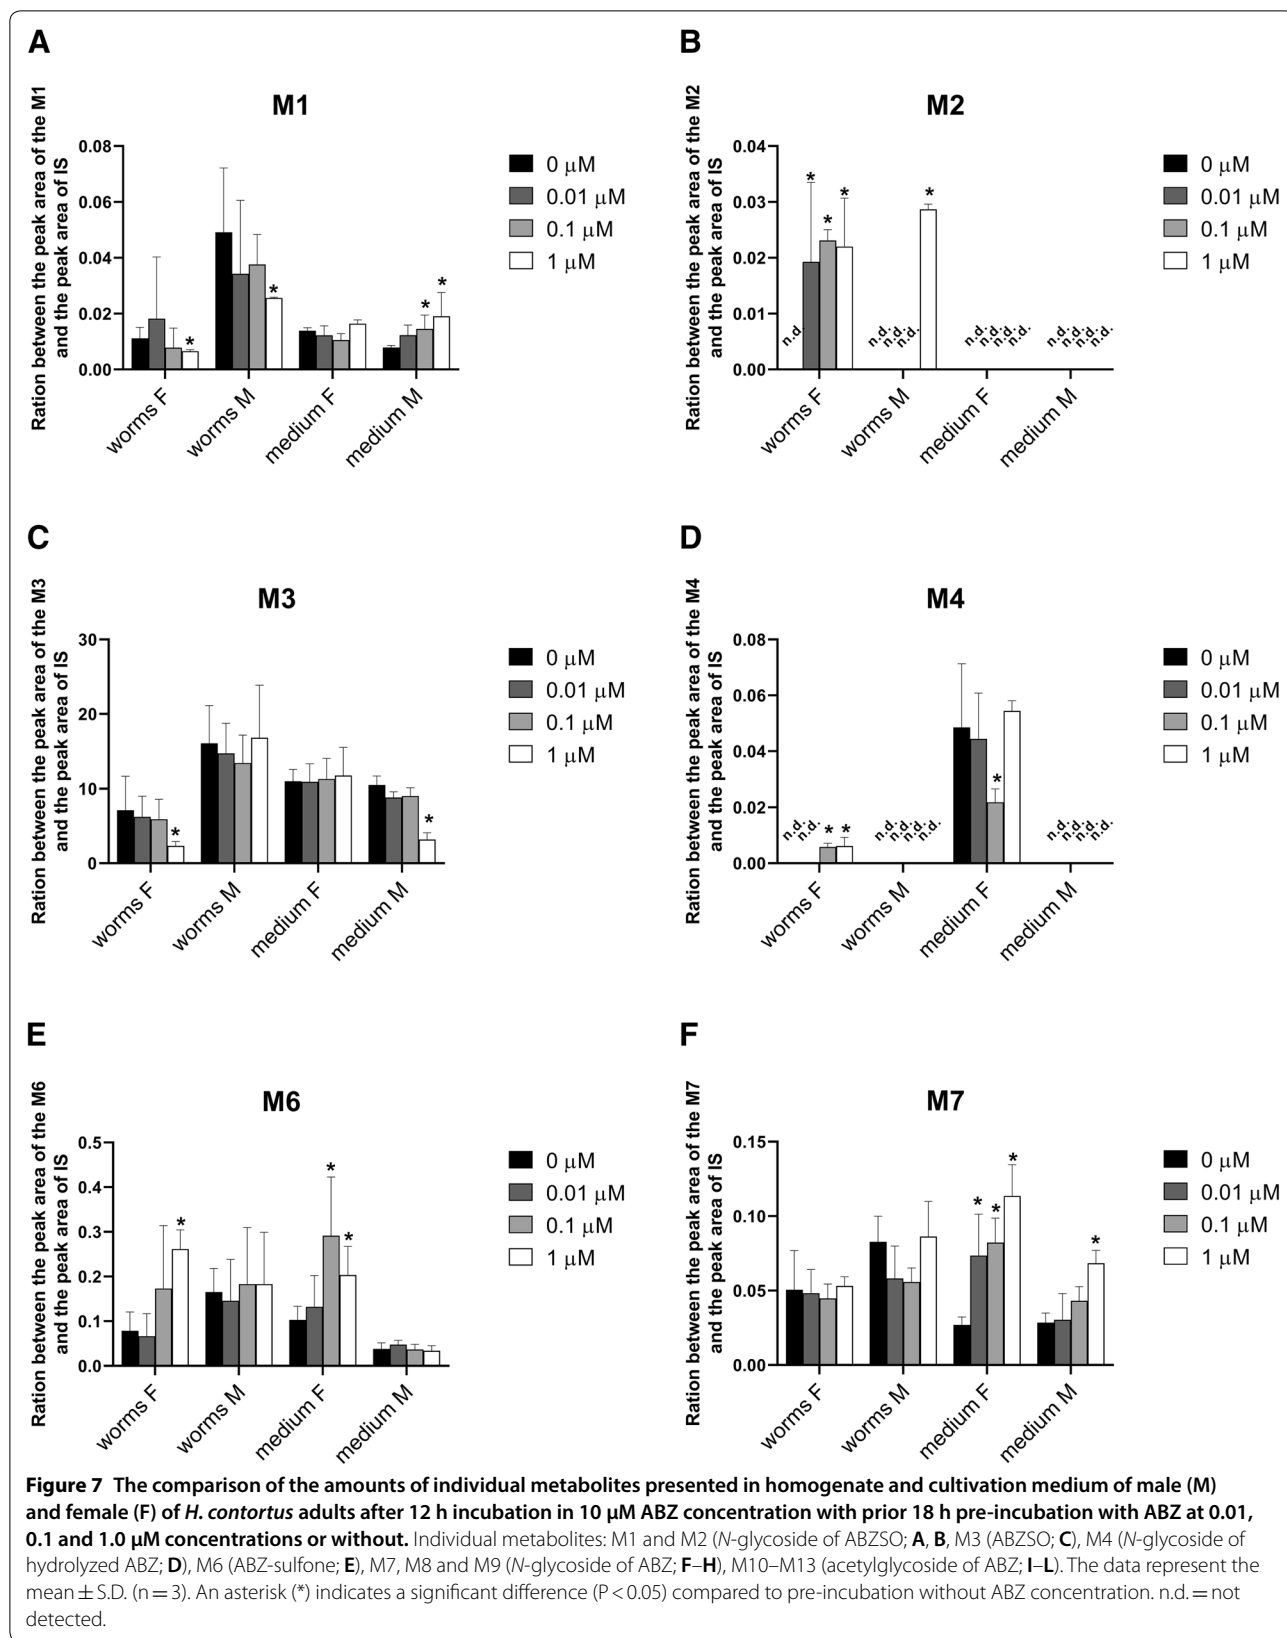 A
M1
Ration between the peak area of the M1
and the peak area of IS
0.08
0.06
0.04
0.02
0.00
* * * *
worms F
worms M
medium F
medium M
0 μM
0.01 μM
0.1 μM
1 μM
B
M2
Ration between the peak area of the M2
and the peak area of IS
0.04
0.03
0.02
0.01
0.00
n.d. * * * n.d. n.d. n.d. * n.d. n.d. n.d. n.d. n.d. n.d. n.d. n.d.
worms F
worms M
medium F
medium M
0 μM
0.01 μM
0.1 μM
1 μM
C
M3
Ration between the peak area of the M3
and the peak area of IS
30
20
10
0
* *
worms F
worms M
medium F
medium M
0 μM
0.01 μM
0.1 μM
1 μM
D
M4
Ration between the peak area of the M4
and the peak area of IS
0.08
0.06
0.04
0.02
0.00
n.d. n.d. * * n.d. n.d. n.d. n.d. * n.d. n.d. n.d. n.d.
worms F
worms M
medium F
medium M
0 μM
0.01 μM
0.1 μM
1 μM
E
M6
Ration between the peak area of the M6
and the peak area of IS
0.5
0.4
0.3
0.2
0.1
0.0
* * *
worms F
worms M
medium F
medium M
0 μM
0.01 μM
0.1 μM
1 μM
F
M7
Ration between the peak area of the M7
and the peak area of IS
0.15
0.10
0.05
0.00
* * * *
worms F
worms M
medium F
medium M
0 μM
0.01 μM
0.1 μM
1 μM
Figure 7 The comparison of the amounts of individual metabolites presented in homogenate and cultivation medium of male (M)
and female (F) of H. contortus adults after 12 h incubation in 10 μM ABZ concentration with prior 18 h pre-incubation with ABZ at 0.01,
0.1 and 1.0 μM concentrations or without. Individual metabolites: M1 and M2 (N-glycoside of ABZSO; A, B, M3 (ABZSO; C), M4 (N-glycoside of
hydrolyzed ABZ; D), M6 (ABZ-sulfone; E), M7, M8 and M9 (N-glycoside of ABZ; F–H), M10–M13 (acetylglycoside of ABZ; I–L). The data represent the
mean ± S.D. (n = 3). An asterisk (*) indicates a significant difference (P < 0.05) compared to pre-incubation without ABZ concentration. n.d. = not
detected.